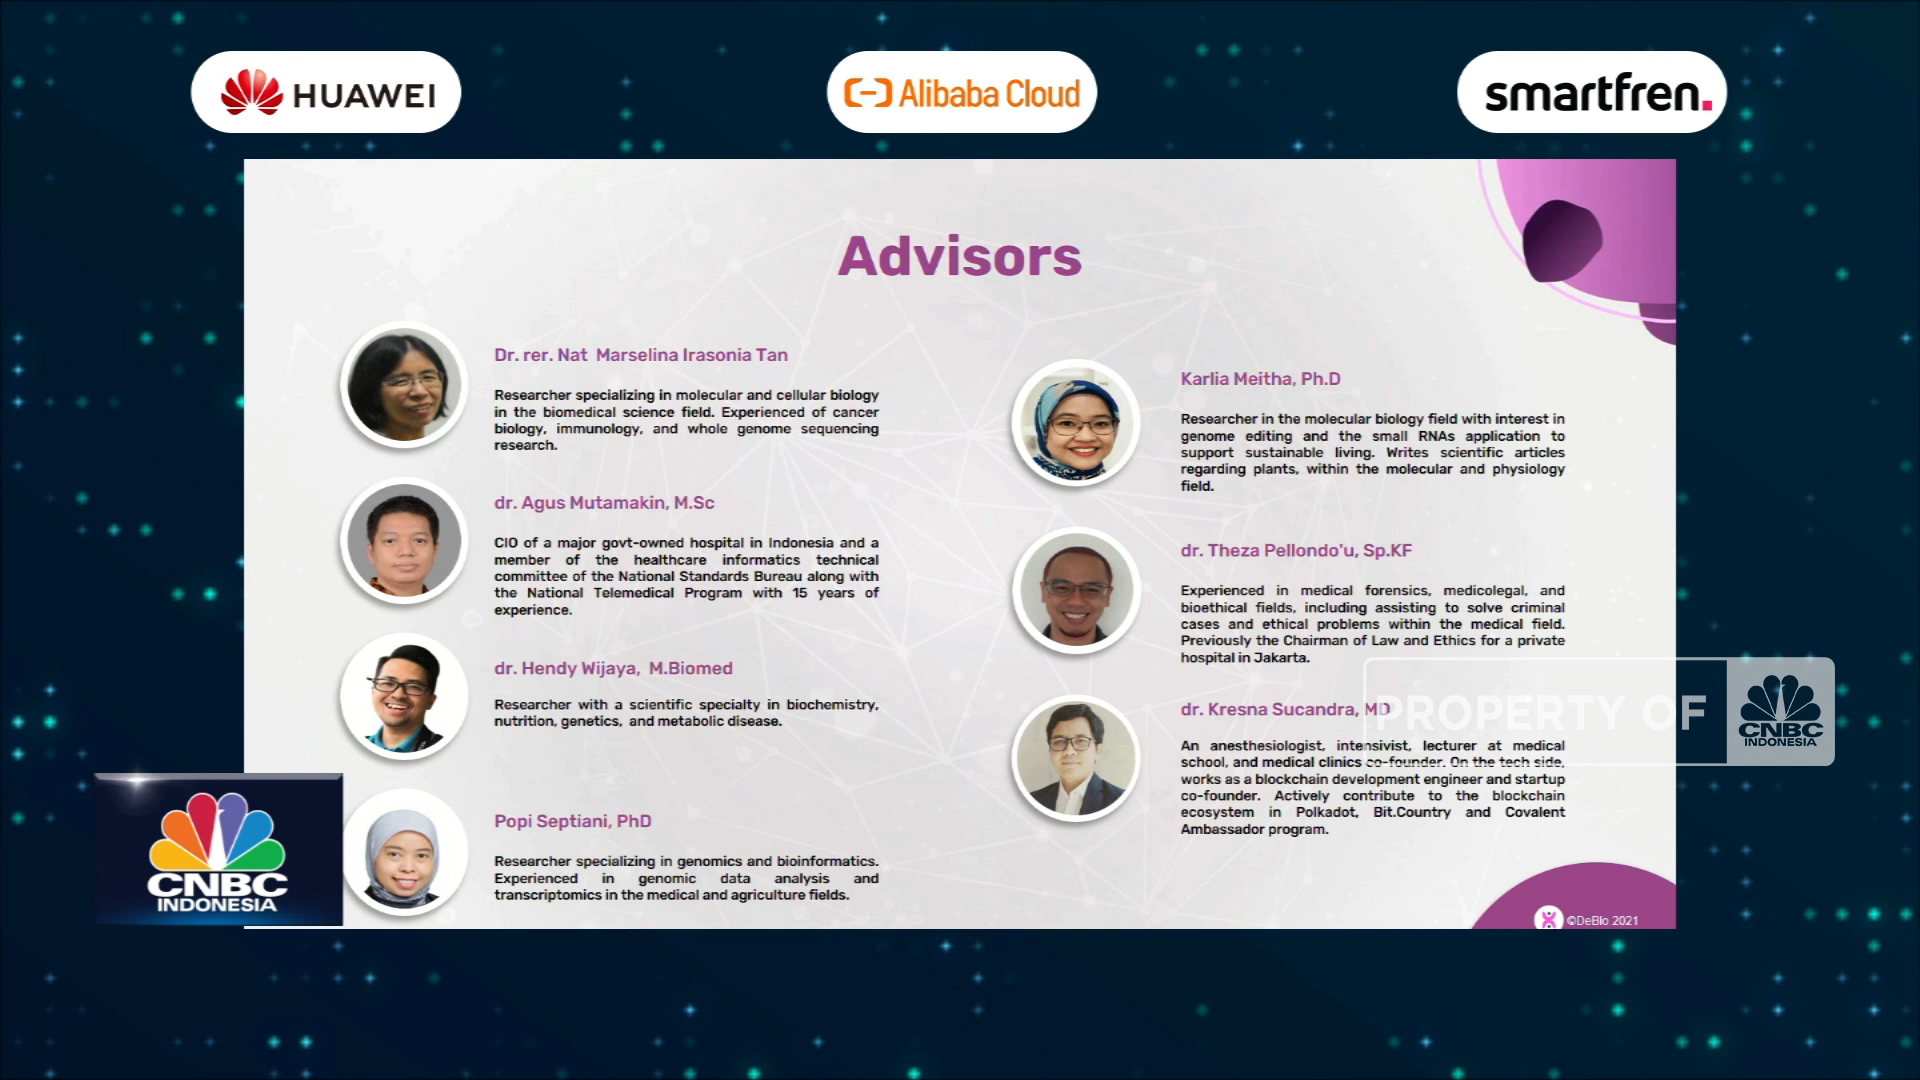 HUAWEI
Alibaba Cloud
smartfren.
Advisors
Dr. rer. Nat Marselina Irasonia Tan
Researcher specializing in molecular and cellular biology
in the biomedical science field. Experienced of cancer
biology, immunology, and whole genome sequencing
research.
dr. Agus Mutamakin, M.Sc
CIO of a major govt-owned hospital in Indonesia and a
member of the healthcare informatics technical
committee of the National Standards Bureau along with
the National Telemedical Program with 15 years of
experience.
dr. Hendy Wijaya, M.Biomed
Researcher with a scientific specialty in biochemistry,
nutrition, genetics, and metabolic disease.
Popi Septiani, PhD
Researcher specializing in genomics and bioinformatics.
Experienced in genomic data analysis and
transcriptomics in the medical and agriculture fields.
Karlia Meitha, Ph.D
Researcher in the molecular biology field with interest in
genome editing and the small RNAs application to
support sustainable living. Writes scientific articles
regarding plants, within the molecular and physiology
field.
dr. Theza Pellondo'u, Sp.KF
Experienced in medical forensics, medicolegal, and
bioethical fields, including assisting to solve criminal
cases and ethical problems within the medical field.
Previously the Chairman of Law and Ethics for a private
hospital in Jakarta.
dr. Kresna Sucandra, MD
An anesthesiologist, intensivist, lecturer at medical
school, and medical clinics co-founder. On the tech side,
works as a blockchain development engineer and startup
co-founder. Actively contribute to the blockchain
ecosystem in Polkadot, Bit.Country and Covalent
Ambassador program.
PROPERTY OF
CNBC
INDONESIA
CNBC
INDONESIA
©DeBio 2021